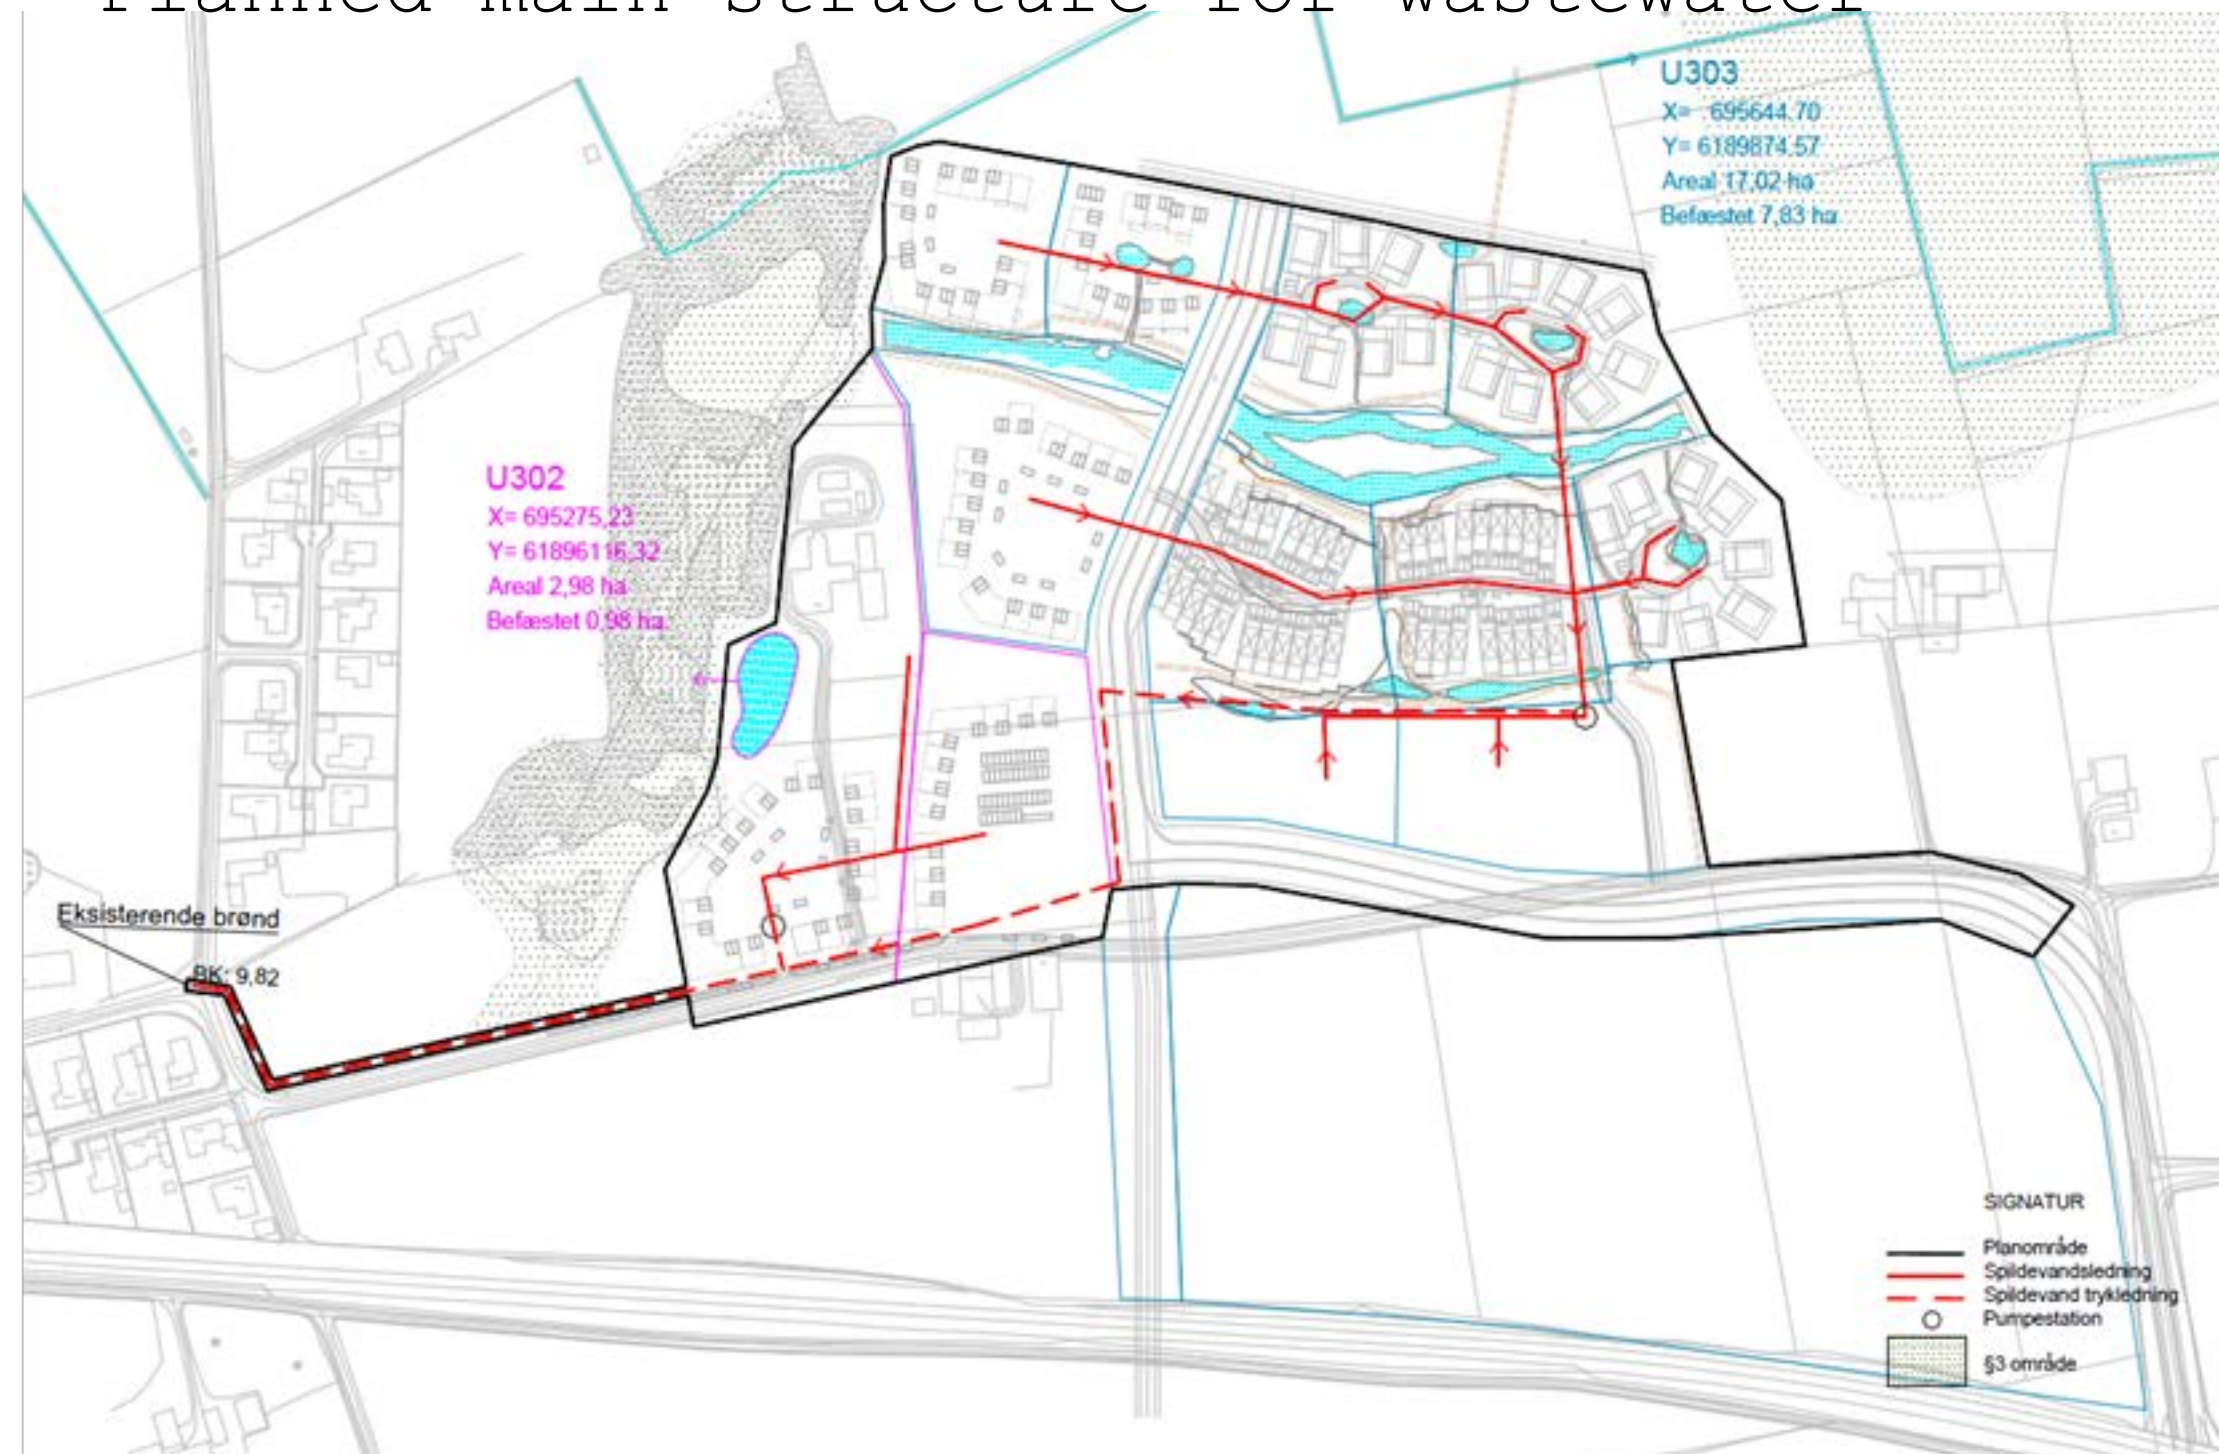 Planned main structure for wastewater
U303
X= 695644.70
Y= 6189874.57
Areal 17,02 ha
Befæstet 7,83 ha
U302
X= 695275,23
Y= 61896116,32
Areal 2,98 ha
Befæstet 0,98 ha
Eksisterende brønd
BK: 9,82
SIGNATUR
Planområde
Spildevandsledning
Spildevand trykledning
Pumpestation
§3 område